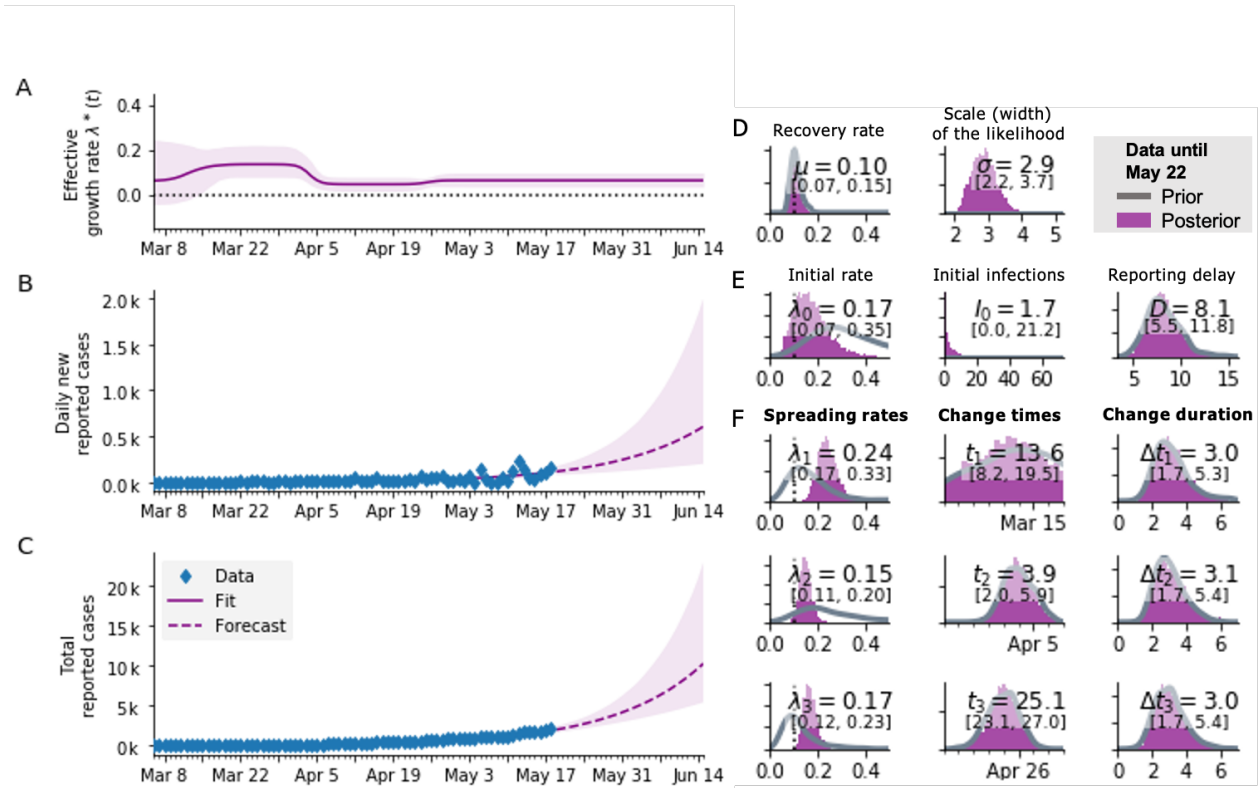 A
Effective
growth rate λ * (t)
0.4
0.2
0.0
Mar 8 Mar 22 Apr 5 Apr 19 May 3 May 17 May 31 Jun 14
B
Daily new
reported cases
2.0k
1.5k
1.0k
0.5k
0.0k
Mar 8 Mar 22 Apr 5 Apr 19 May 3 May 17 May 31 Jun 14
C
Total
reported cases
20k
15k
10k
5k
0k
Data
Fit
Forecast
Mar 8 Mar 22 Apr 5 Apr 19 May 3 May 17 May 31 Jun 14
D
Recovery rate
μ = 0.10
[0.07, 0.15]
0.0 0.2 0.4
Scale (width)
of the likelihood
σ = 2.9
[2.2, 3.7]
2 3 4 5
Data until
May 22
Prior
Posterior
E
Initial rate
λ0 = 0.17
[0.07, 0.35]
0.0 0.2 0.4
Initial infections
I0 = 1.7
[0.0, 21.2]
0 20 40 60
Reporting delay
D = 8.1
[5.5, 11.8]
5 10 15
F
Spreading rates Change times Change duration
λ1 = 0.24
[0.17, 0.33]
0.0 0.2 0.4
t1 = 13.6
[8.2, 19.5]
Mar 15
Δt1 = 3.0
[1.7, 5.3]
0 2 4 6
λ2 = 0.15
[0.11, 0.20]
0.0 0.2 0.4
t2 = 3.9
[2.0, 5.9]
Apr 5
Δt2 = 3.1
[1.7, 5.4]
0 2 4 6
λ3 = 0.17
[0.12, 0.23]
0.0 0.2 0.4
t3 = 25.1
[23.1, 27.0]
Apr 26
Δt3 = 3.0
[1.7, 5.4]
0 2 4 6